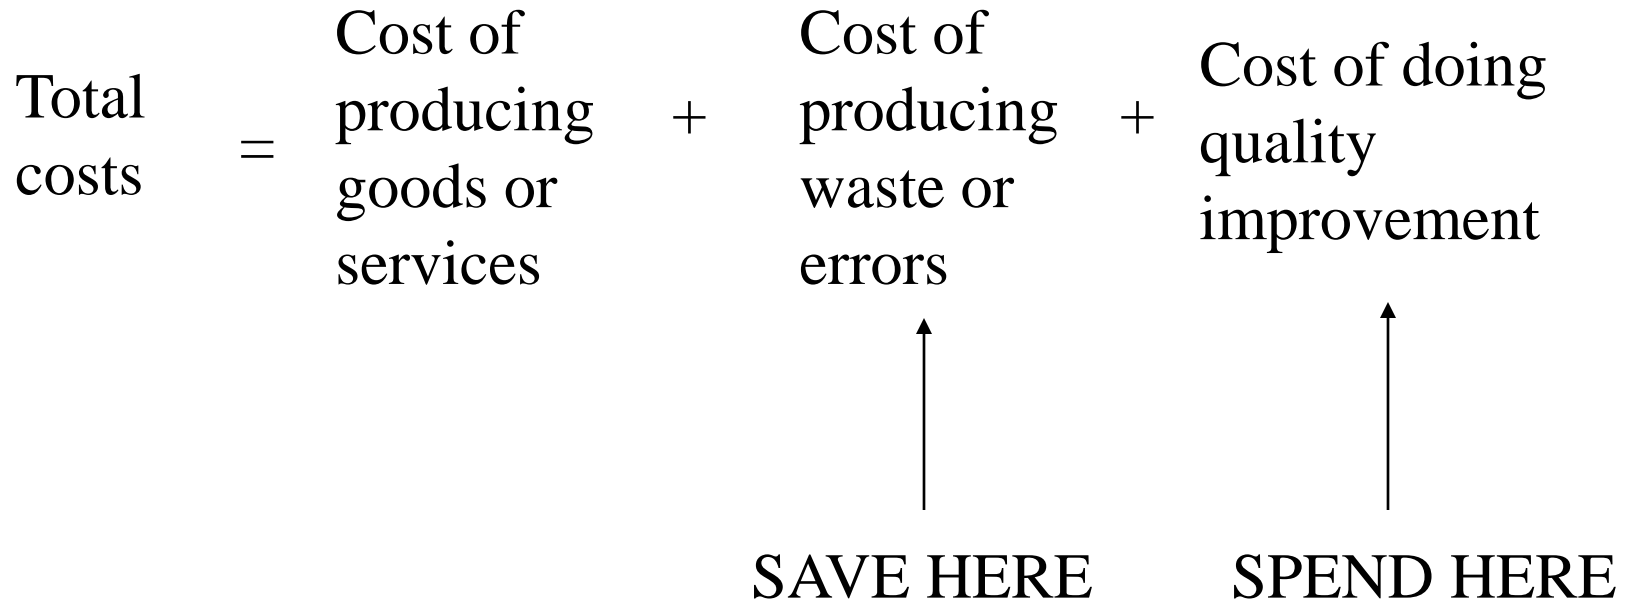 Total
costs
=
Cost of
producing
goods or
services
+
Cost of
producing
waste or
errors
+
Cost of doing
quality
improvement
SAVE HERE
SPEND HERE